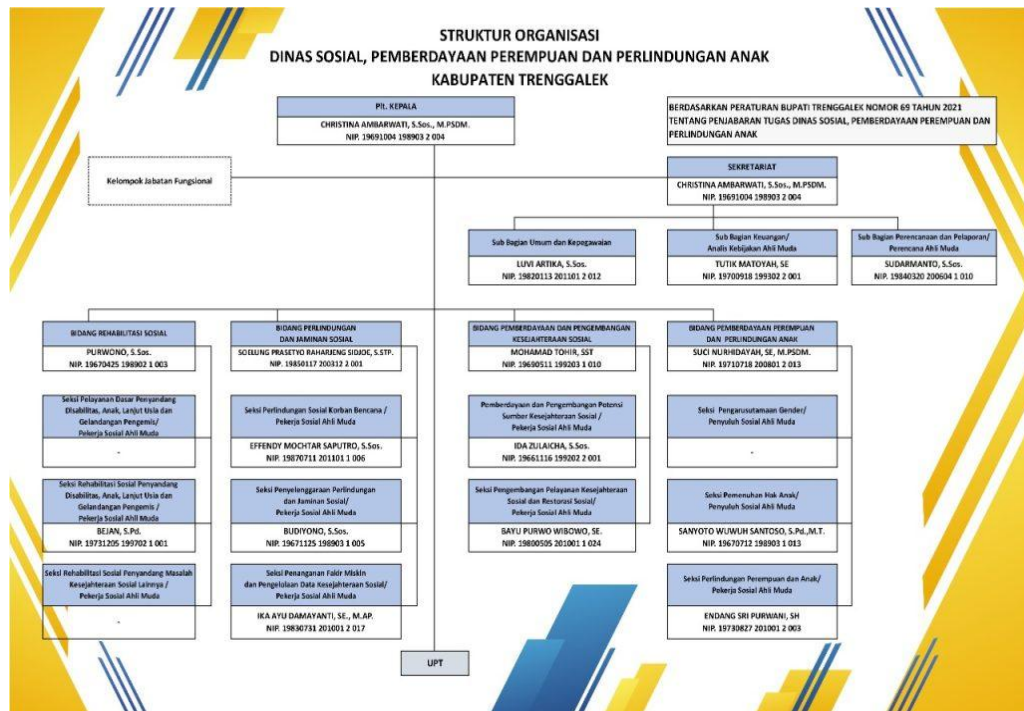 STRUKTUR ORGANISASI
DINAS SOSIAL, PEMBERDAYAAN PEREMPUAN DAN PERLINDUNGAN ANAK
KABUPATEN TRENGGALEK
Plt. KEPALA
CHRISTINA AMBARWATI, S.Sos., M.PSDM.
NIP. 19691004 198903 2 004
BERDASARKAN PERATURAN BUPATI TRENGGALEK NOMOR 69 TAHUN 2021
TENTANG PENJABARAN TUGAS DINAS SOSIAL, PEMBERDAYAAN PEREMPUAN DAN
PERLINDUNGAN ANAK
Kelompok Jabatan Fungsional
SEKRETARIAT
CHRISTINA AMBARWATI, S.Sos., M.PSDM.
NIP. 19691004 198903 2 004
Sub Bagian Umum dan Kepegawaian
LUVI ARTIKA, S.Sos.
NIP. 19820113 201101 2 012
Sub Bagian Keuangan/
Analis Kebijakan Ahli Muda
TUTIK MATOYAH, SE
NIP. 19700918 199302 2 001
Sub Bagian Perencanaan dan Pelaporan/
Perencana Ahli Muda
SUDARMANTO, S.Sos.
NIP. 19840320 200604 1 010
BIDANG REHABILITASI SOSIAL
PURWONO, S.Sos.
NIP. 19670425 198902 1 003
Seksi Pelayanan Dasar Penyandang
Disabilitas, Anak, Lanjut Usia dan
Gelandangan Pengemis/
Pekerja Sosial Ahli Muda
-
Seksi Rehabilitasi Sosial Penyandang
Disabilitas, Anak, Lanjut Usia dan
Gelandangan Pengemis /
Pekerja Sosial Ahli Muda
BEJAN, S.Pd.
NIP. 19731205 199702 1 001
Seksi Rehabilitasi Sosial Penyandang Masalah
Kesejahteraan Sosial Lainnya /
Pekerja Sosial Ahli Muda
-
BIDANG PERLINDUNGAN
DAN JAMINAN SOSIAL
SOELUNG PRASETYO RAHARJENG SIDJOE, S.STP.
NIP. 19850117 200312 2 001
Seksi Perlindungan Sosial Korban Bencana /
Pekerja Sosial Ahli Muda
EFFENDY MOCHTAR SAPUTRO, S.Sos.
NIP. 19870711 201101 1 006
Seksi Penyelenggaraan Perlindungan
dan Jaminan Sosial/
Pekerja Sosial Ahli Muda
BUDIYONO, S.Sos.
NIP. 19671125 198903 1 005
Seksi Penanganan Fakir Miskin
dan Pengelolaan Data Kesejahteraan Sosial/
Pekerja Sosial Ahli Muda
IKA AYU DAMAYANTI, SE., M.AP.
NIP. 19830731 201001 2 017
BIDANG PEMBERDAYAAN DAN PENGEMBANGAN
KESEJAHTERAAN SOSIAL
MOHAMAD TOHIR, SST
NIP. 19690511 199203 1 010
Pemberdayaan dan Pengembangan Potensi
Sumber Kesejahteraan Sosial /
Pekerja Sosial Ahli Muda
IDA ZULAICHA, S.Sos.
NIP. 19661116 199202 2 001
Seksi Pengembangan Pelayanan Kesejahteraan
Sosial dan Restorasi Sosial/
Pekerja Sosial Ahli Muda
BAYU PURWO WIBOWO, SE.
NIP. 19800505 201001 1 024
BIDANG PEMBERDAYAAN PEREMPUAN
DAN PERLINDUNGAN ANAK
SUCI NURHIDAYAH, SE, M.PSDM.
NIP. 19710718 200801 2 013
Seksi Pengarusutamaan Gender/
Penyuluh Sosial Ahli Muda
-
Seksi Pemenuhan Hak Anak/
Penyuluh Sosial Ahli Muda
SANYOTO WUWUH SANTOSO, S.Pd.,M.T.
NIP. 19670712 198903 1 013
Seksi Perlindungan Perempuan dan Anak/
Pekerja Sosial Ahli Muda
ENDANG SRI PURWANI, SH
NIP. 19730827 201001 2 003
UPT